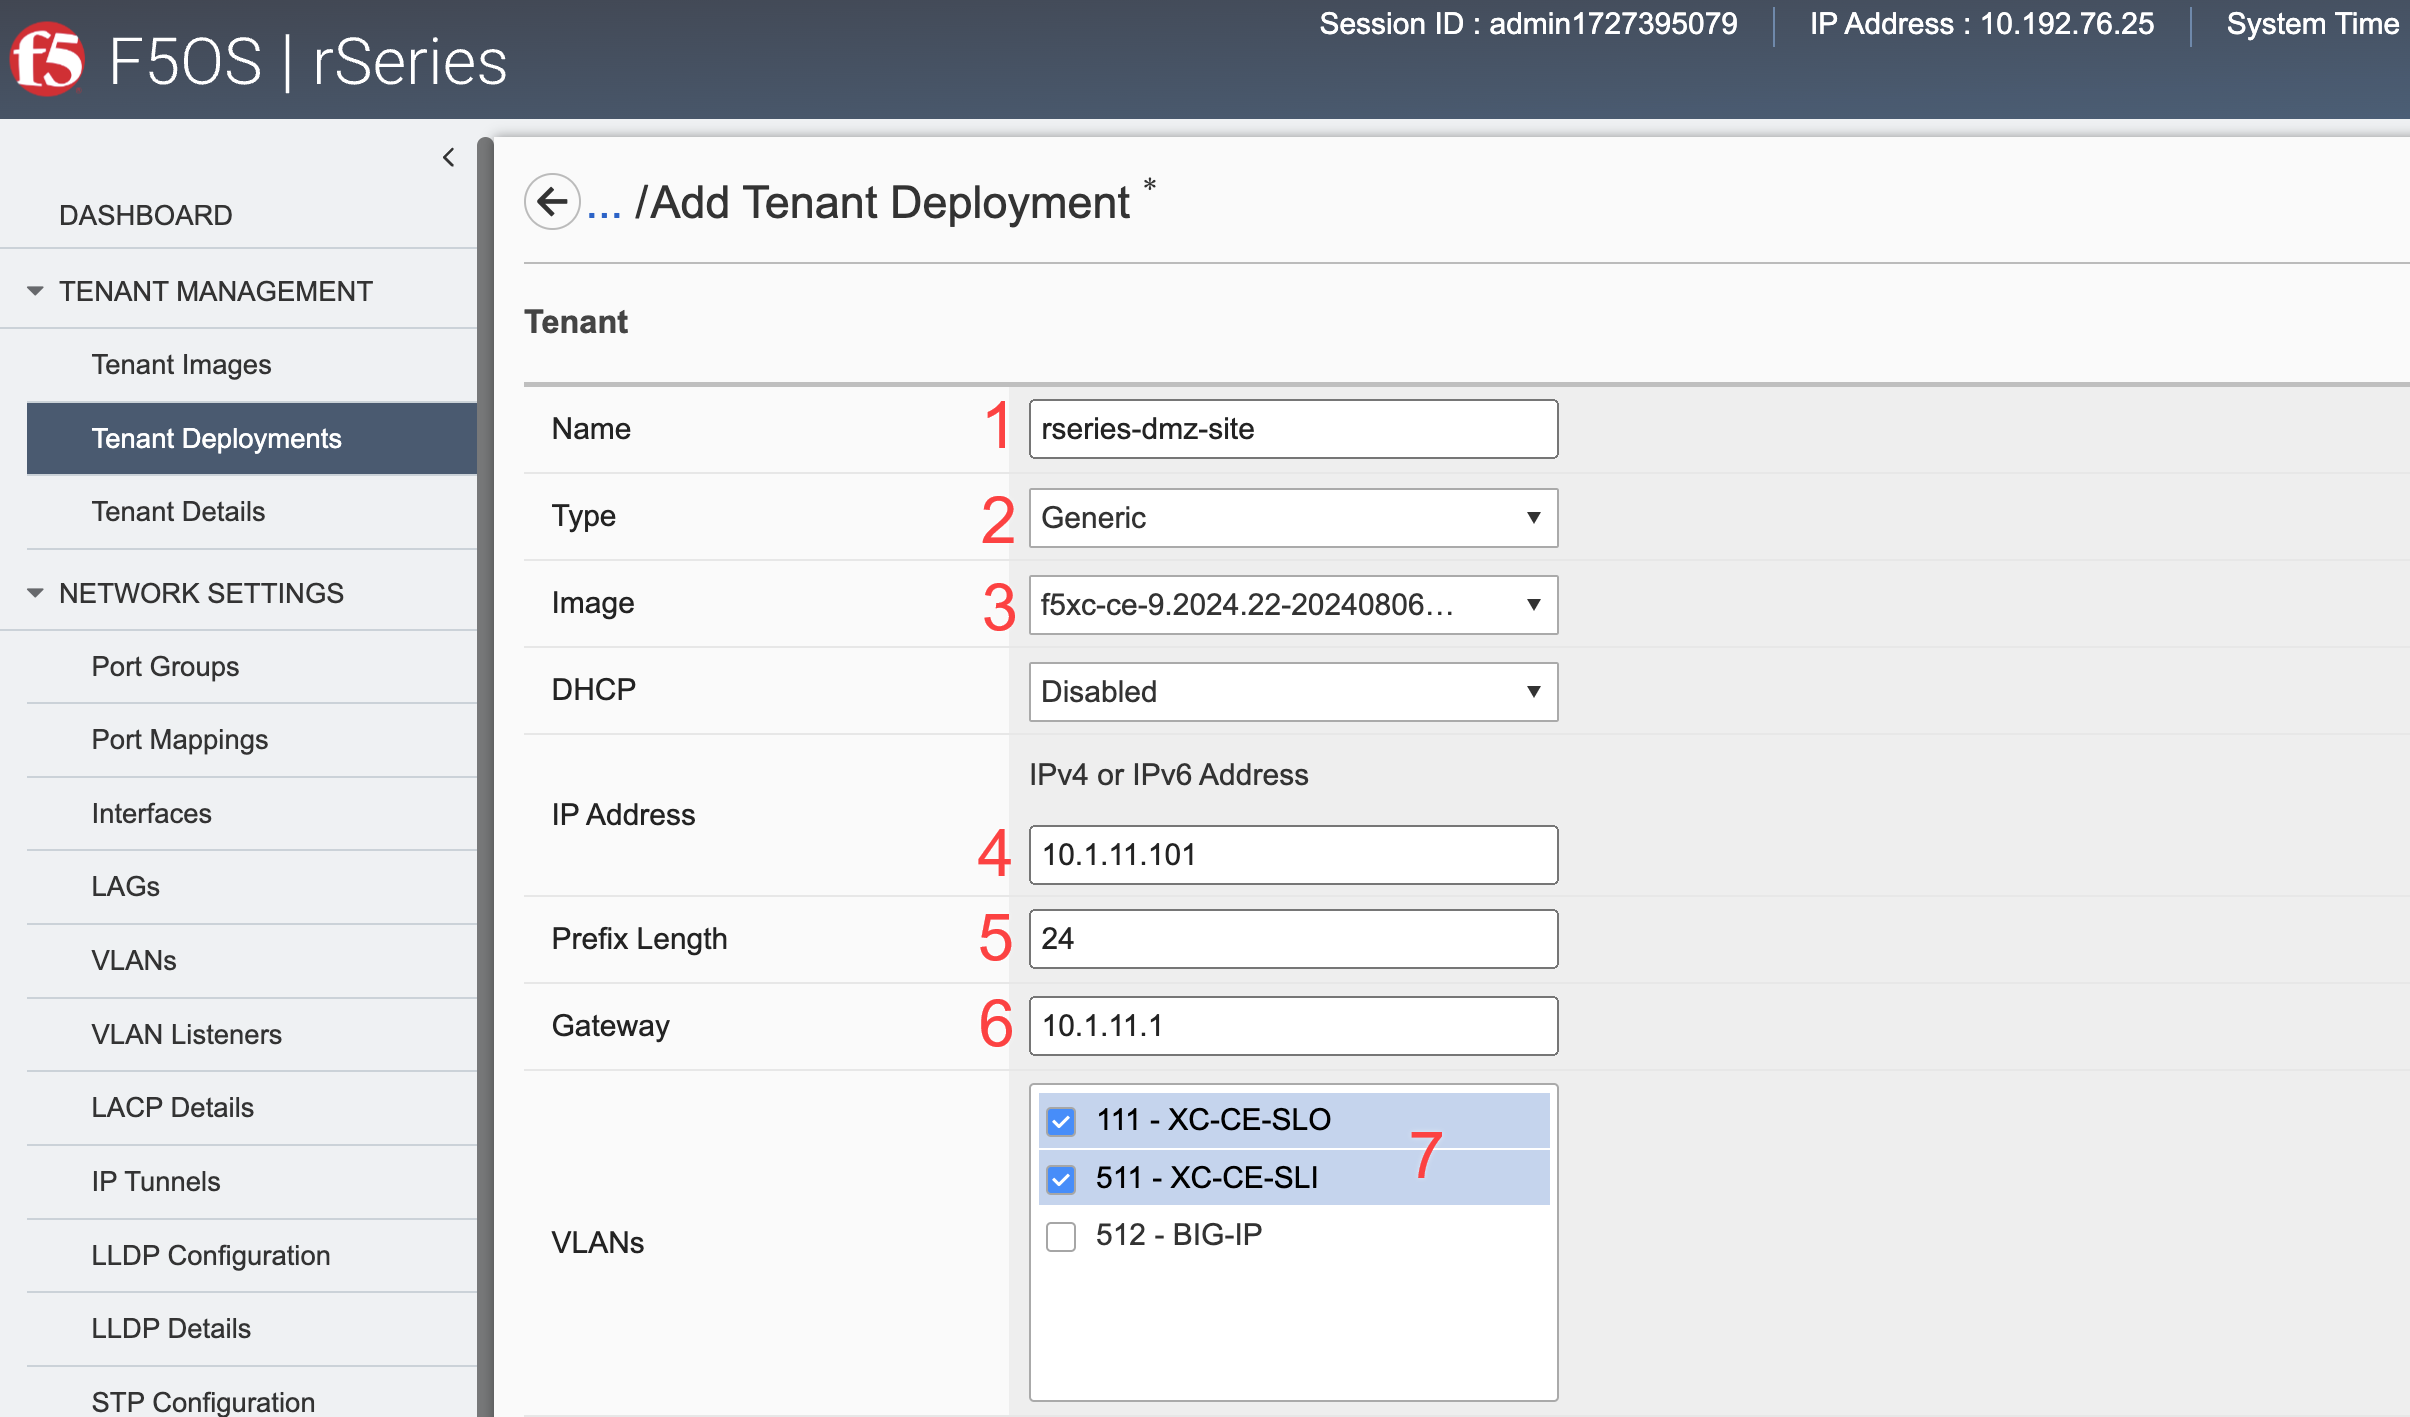 Session ID : admin1727395079 IP Address : 10.192.76.25 System Time
f5 F5OS | rSeries
DASHBOARD
TENANT MANAGEMENT
Tenant Images
Tenant Deployments
Tenant Details
NETWORK SETTINGS
Port Groups
Port Mappings
Interfaces
LAGs
VLANs
VLAN Listeners
LACP Details
IP Tunnels
LLDP Configuration
LLDP Details
STP Configuration
... /Add Tenant Deployment *
Tenant
Name 1 rseries-dmz-site
Type 2 Generic
Image 3 f5xc-ce-9.2024.22-20240806...
DHCP Disabled
IPv4 or IPv6 Address
IP Address 4 10.1.11.101
Prefix Length 5 24
Gateway 6 10.1.11.1
VLANs
111 - XC-CE-SLO
7
511 - XC-CE-SLI
512 - BIG-IP